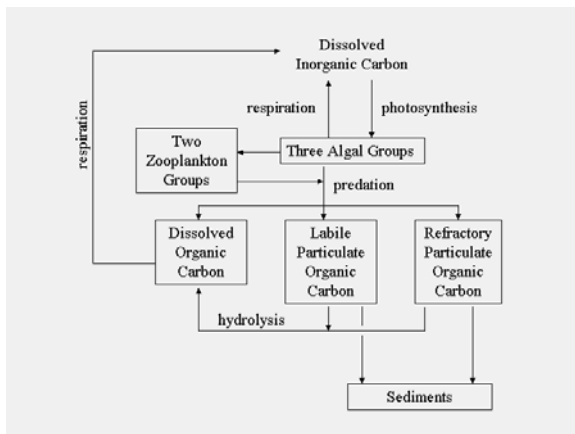 Dissolved
Inorganic Carbon
respiration
photosynthesis
respiration
Two
Zooplankton
Groups
Three Algal Groups
predation
Dissolved
Organic
Carbon
Labile
Particulate
Organic
Carbon
Refractory
Particulate
Organic
Carbon
hydrolysis
Sediments